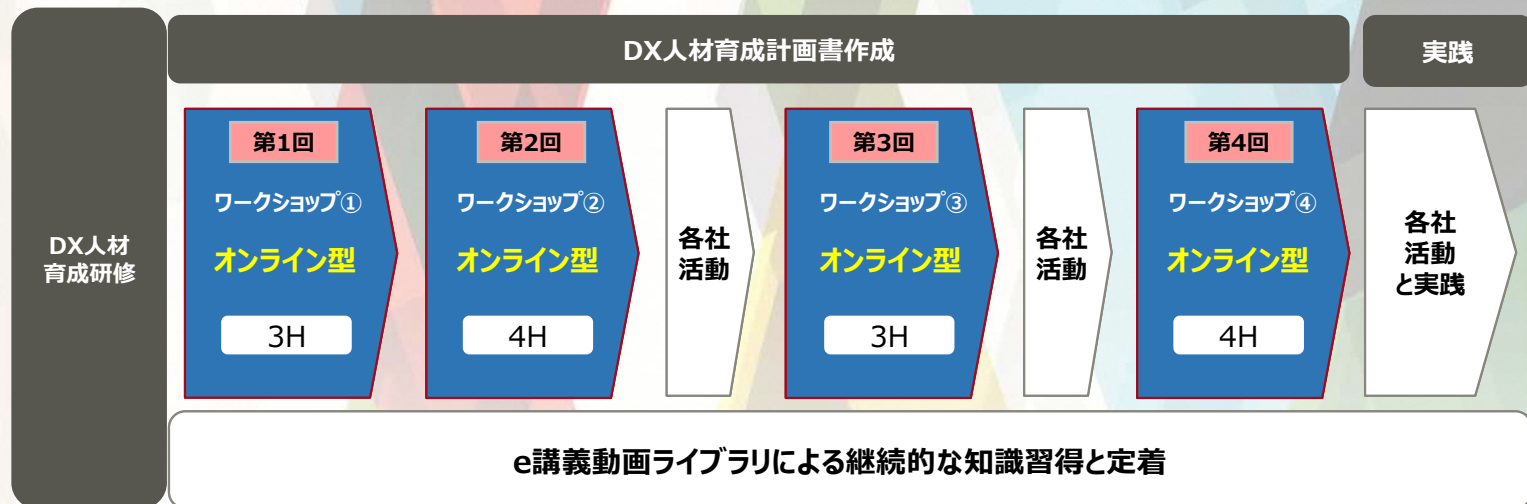 DX人材
育成研修
DX人材育成計画書作成
実践
第1回
ワークショップ①
オンライン型
3H
第2回
ワークショップ②
オンライン型
4H
各社
活動
第3回
ワークショップ③
オンライン型
3H
各社
活動
第4回
ワークショップ④
オンライン型
4H
各社
活動
と実践
e講義動画ライブラリによる継続的な知識習得と定着